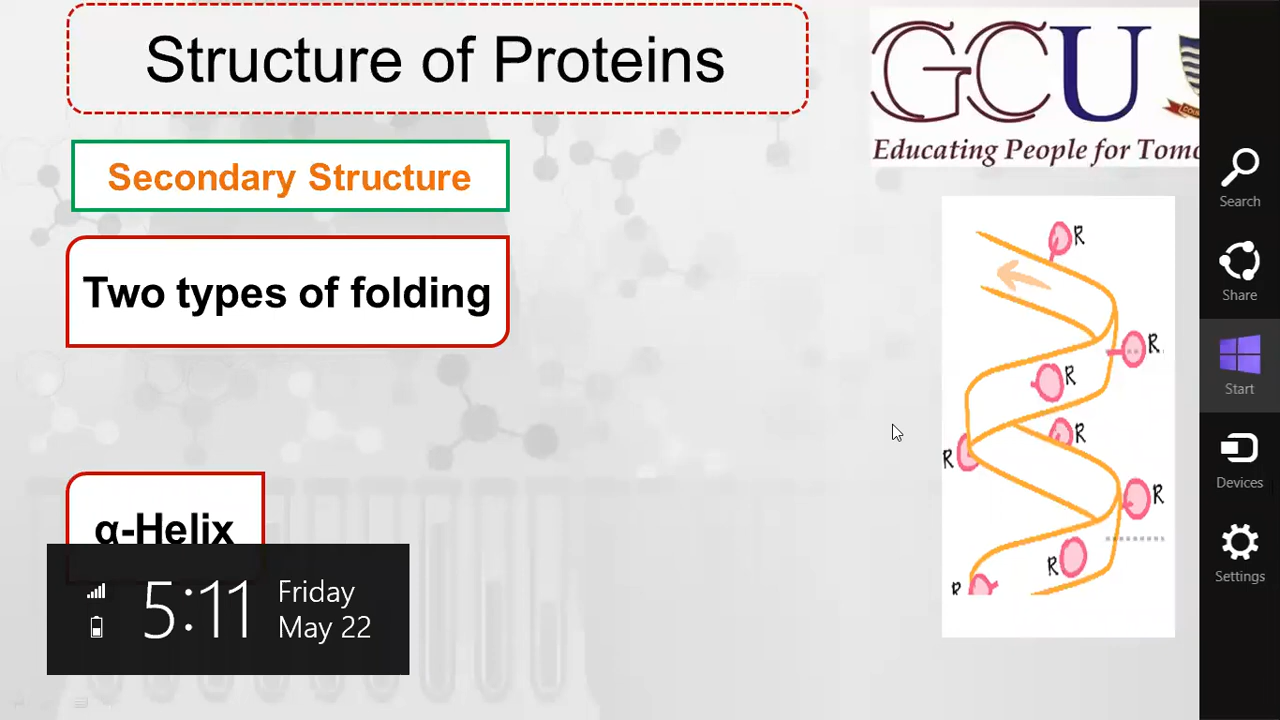 Structure of Proteins
GCU
Educating People for Tomo
Secondary Structure
Two types of folding
α-Helix
R
R
R
R
R
R
R
R
Search
Share
Start
Devices
Settings
5:11
Friday
May 22